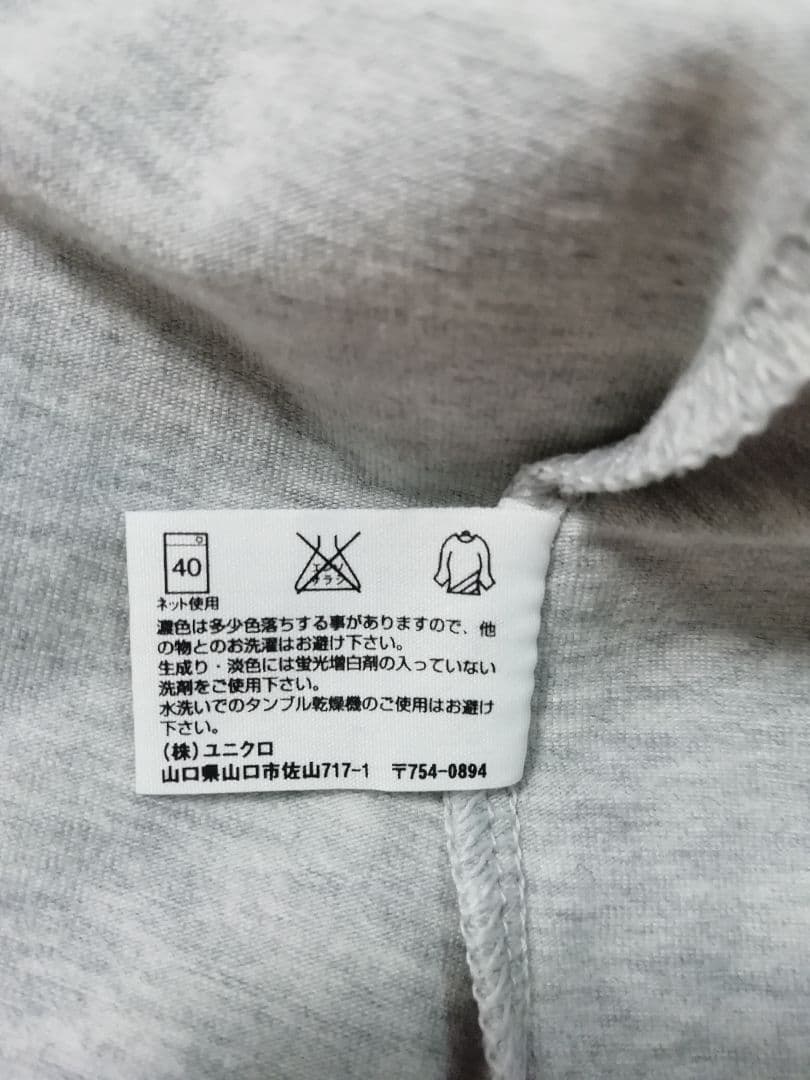 40
エンソ
サラシ
ネット使用
濃色は多少色落ちする事がありますので、他
の物とのお洗濯はお避け下さい。
生成り・淡色には蛍光増白剤の入っていない
洗剤をご使用下さい。
水洗いでのタンブル乾燥機のご使用はお避け
下さい。
(株)ユニクロ
山口県山口市佐山717-1 〒754-0894